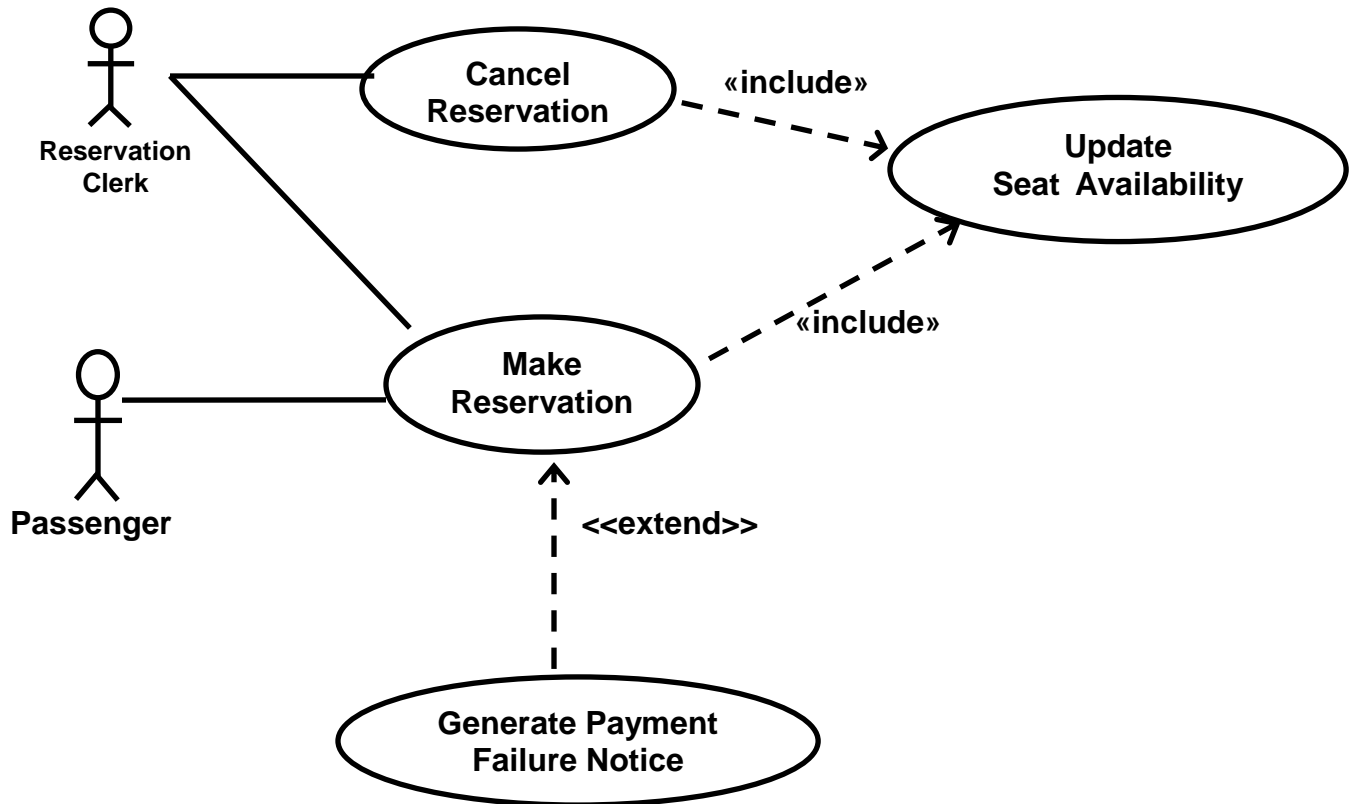 Cancel
Reservation
«include»
Update
Seat Availability
Reservation
Clerk
«include»
Make
Reservation
Passenger
<<extend>>
Generate Payment
Failure Notice